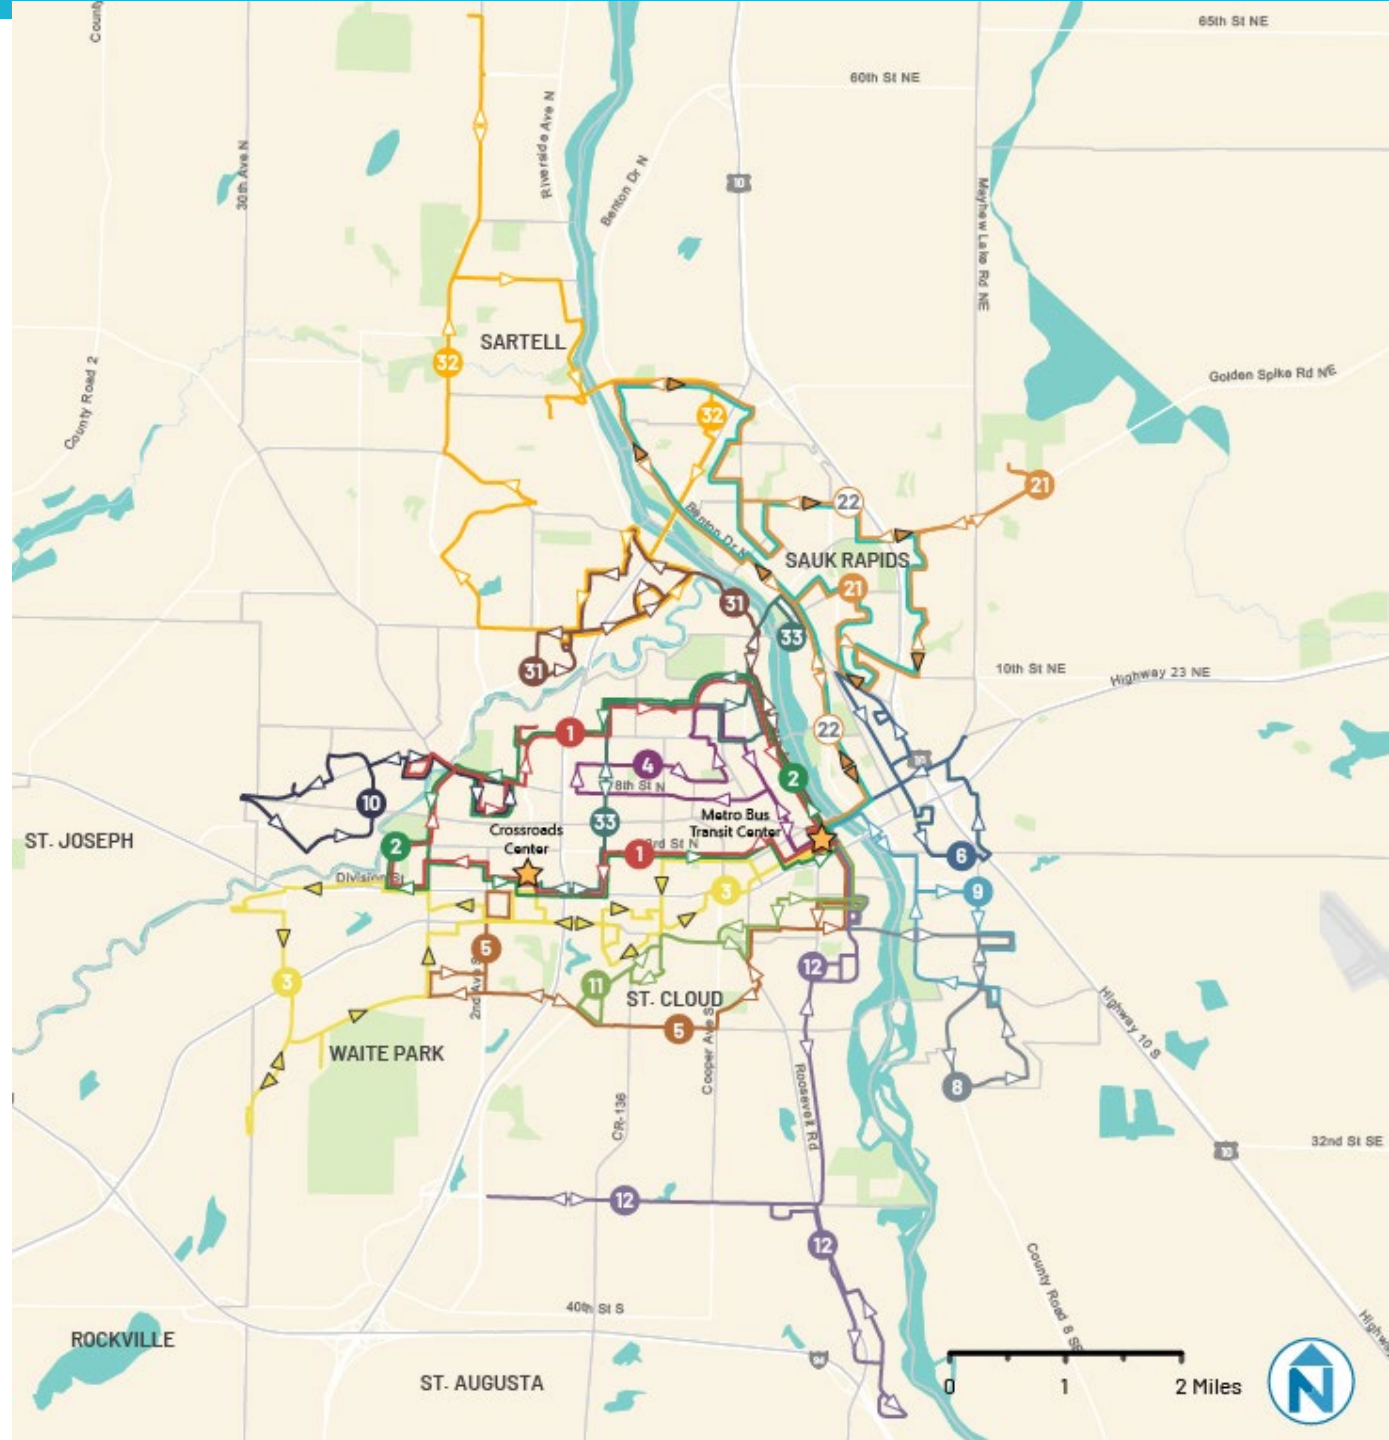 County
65th St NE
60th St NE
Riverside Ave N
30th Ave N
Benton Dr N
10
Mayhew Lake Rd NE
SARTELL
32
County Road 2
Golden Spike Rd NE
32
21
22
Benton Dr N
SAUK RAPIDS
21
31
33
31
10th St NE
Highway 23 NE
1
22
10
4
2
8th St N
10
Metro Bus
Transit Center
33
Crossroads
Center
ST. JOSEPH
2
3rd St N
1
6
Division St
3
9
5
12
3
11
2nd Ave S
ST. CLOUD
5
Highway 10 S
Cooper Ave S
WAITE PARK
Roosevelt Rd
8
CR-136
32nd St SE
10
12
12
County Road 8 SE
40th St S
Highway
ROCKVILLE
94
ST. AUGUSTA
0 1 2 Miles
N